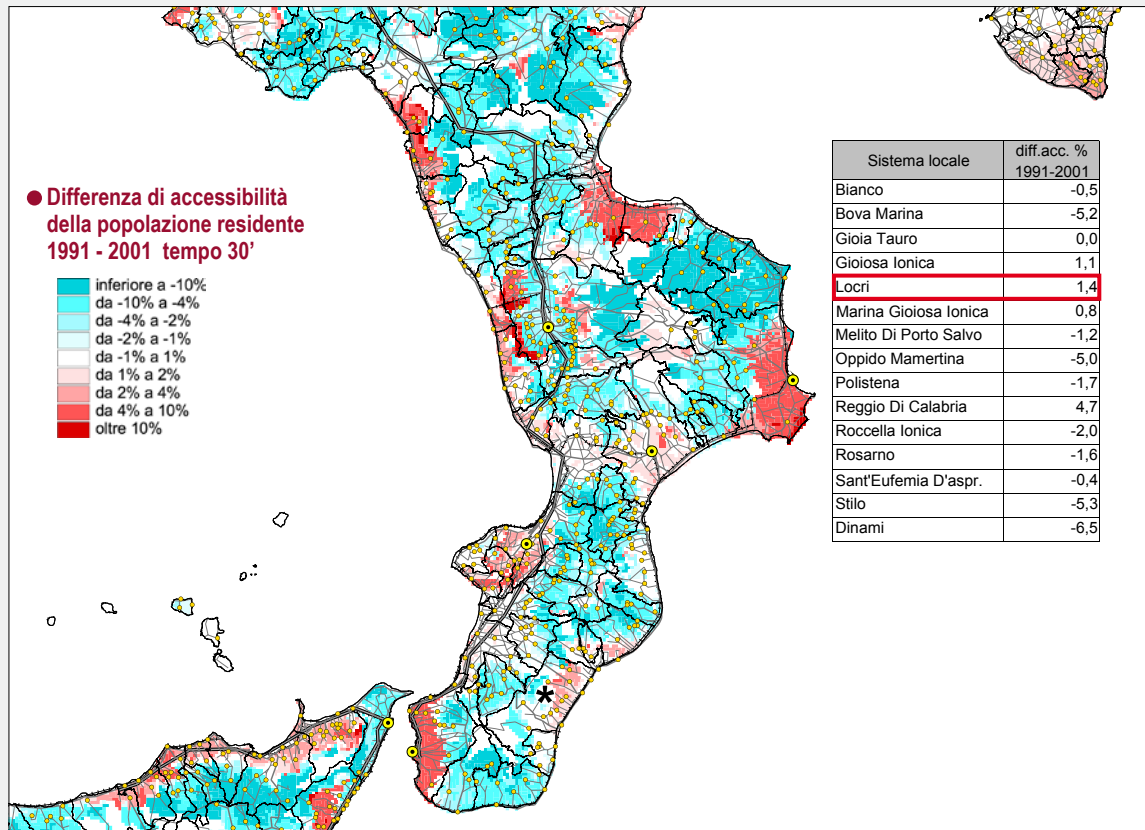 Differenza di accessibilità
della popolazione residente
1991 - 2001 tempo 30'
inferiore a -10%
da -10% a -4%
da -4% a -2%
da -2% a -1%
da -1% a 1%
da 1% a 2%
da 2% a 4%
da 4% a 10%
oltre 10%
*
Sistema locale diff.acc. %
1991-2001
Bianco -0,5
Bova Marina -5,2
Gioia Tauro 0,0
Gioiosa Ionica 1,1
Locri 1,4
Marina Gioiosa Ionica 0,8
Melito Di Porto Salvo -1,2
Oppido Mamertina -5,0
Polistena -1,7
Reggio Di Calabria 4,7
Roccella Ionica -2,0
Rosarno -1,6
Sant'Eufemia D'aspr. -0,4
Stilo -5,3
Dinami -6,5